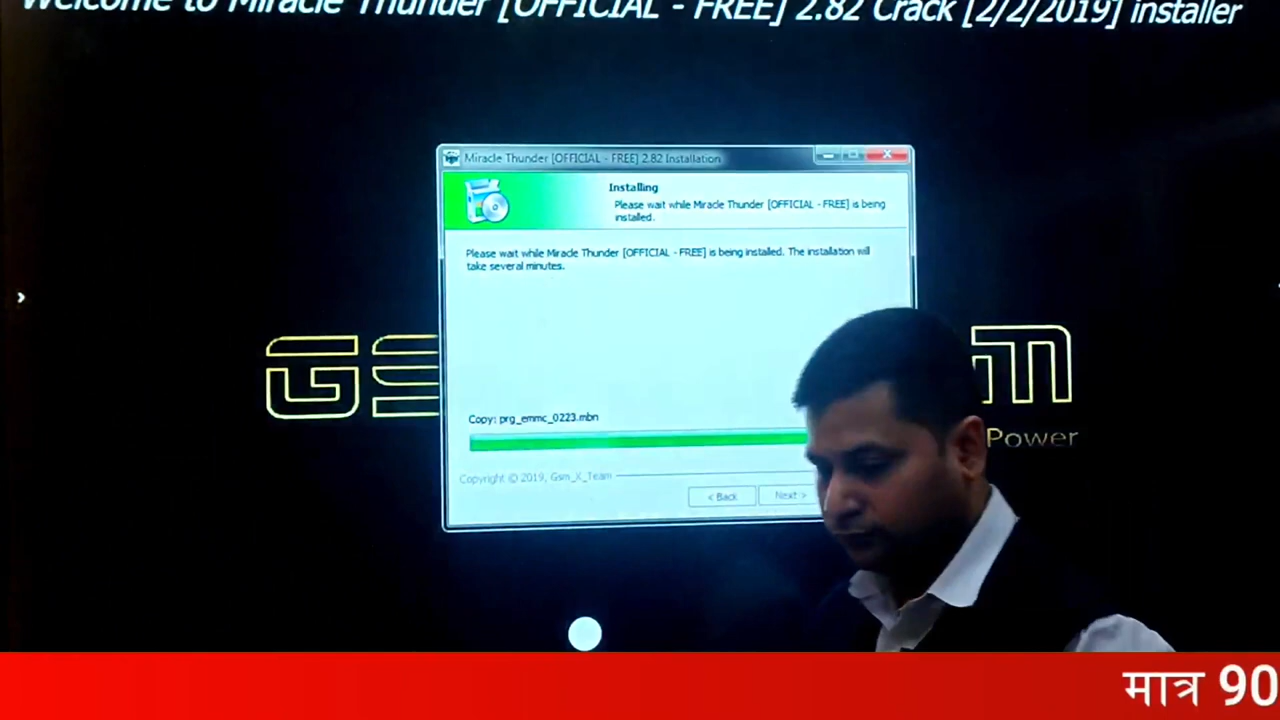 Welcome to Miracle Thunder [OFFICIAL - FREE] 2.82 Crack [2/2/2019] installer
Miracle Thunder [OFFICIAL - FREE] 2.82 Installation
Installing
Please wait while Miracle Thunder [OFFICIAL - FREE] is being
installed.
Please wait while Miracle Thunder [OFFICIAL - FREE] is being installed. The installation will
take several minutes.
Copy: prg_emmc_0223.mbn
Power
Copyright © 2019, Gsm_X_Team
< Back Next >
मात्र 90